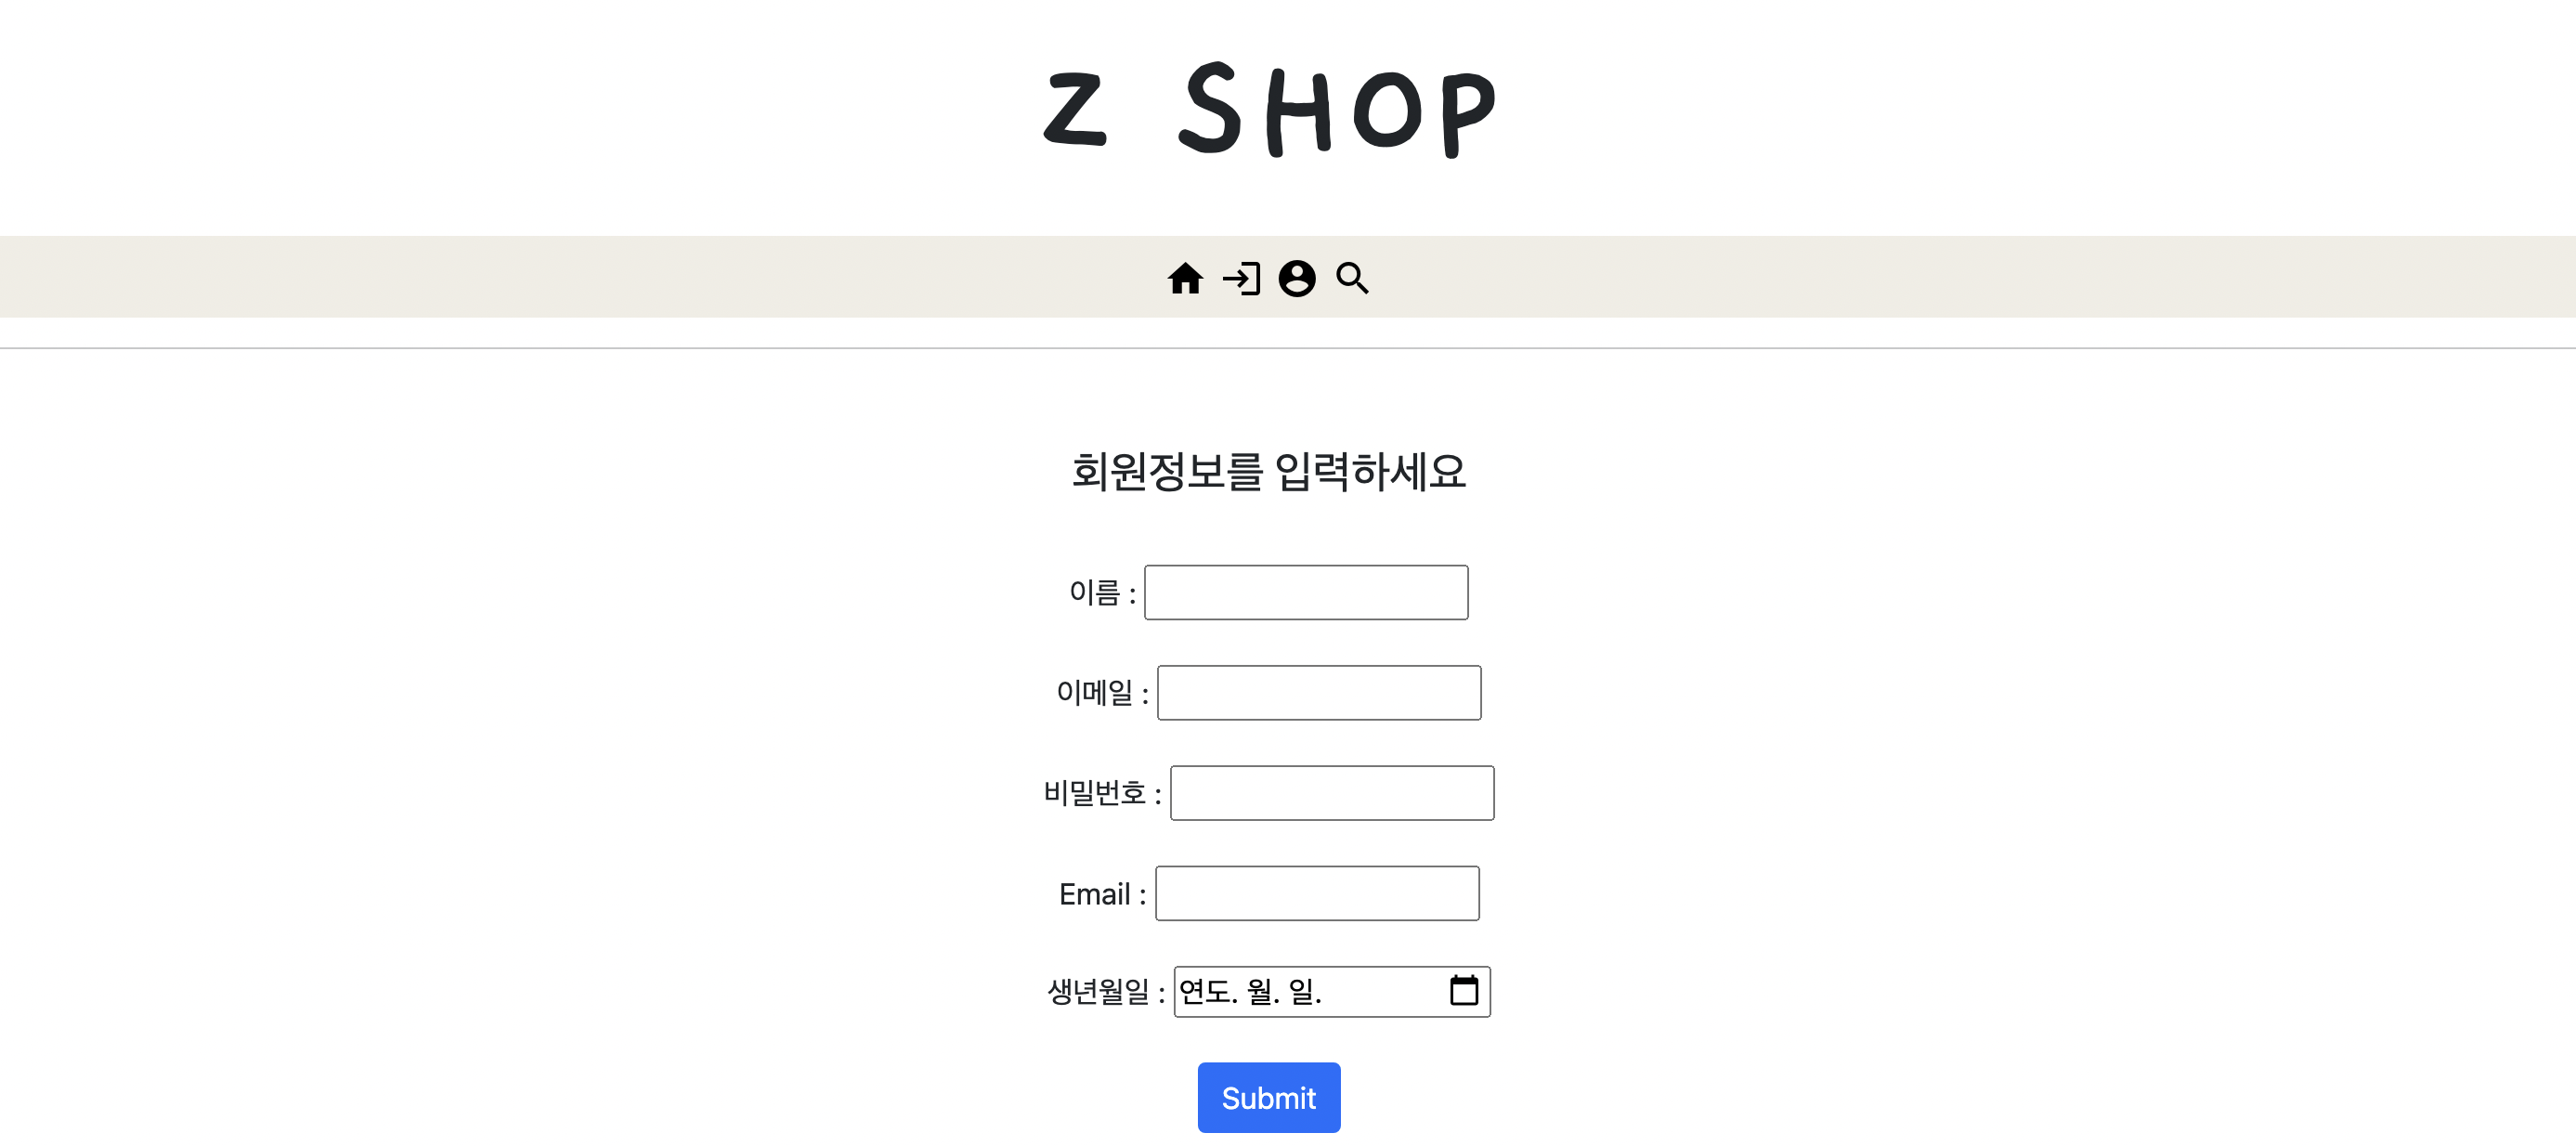 Z SHOP
회원정보를 입력하세요
이름 :
이메일 :
비밀번호 :
Email :
생년월일 : 연도. 월. 일.
Submit